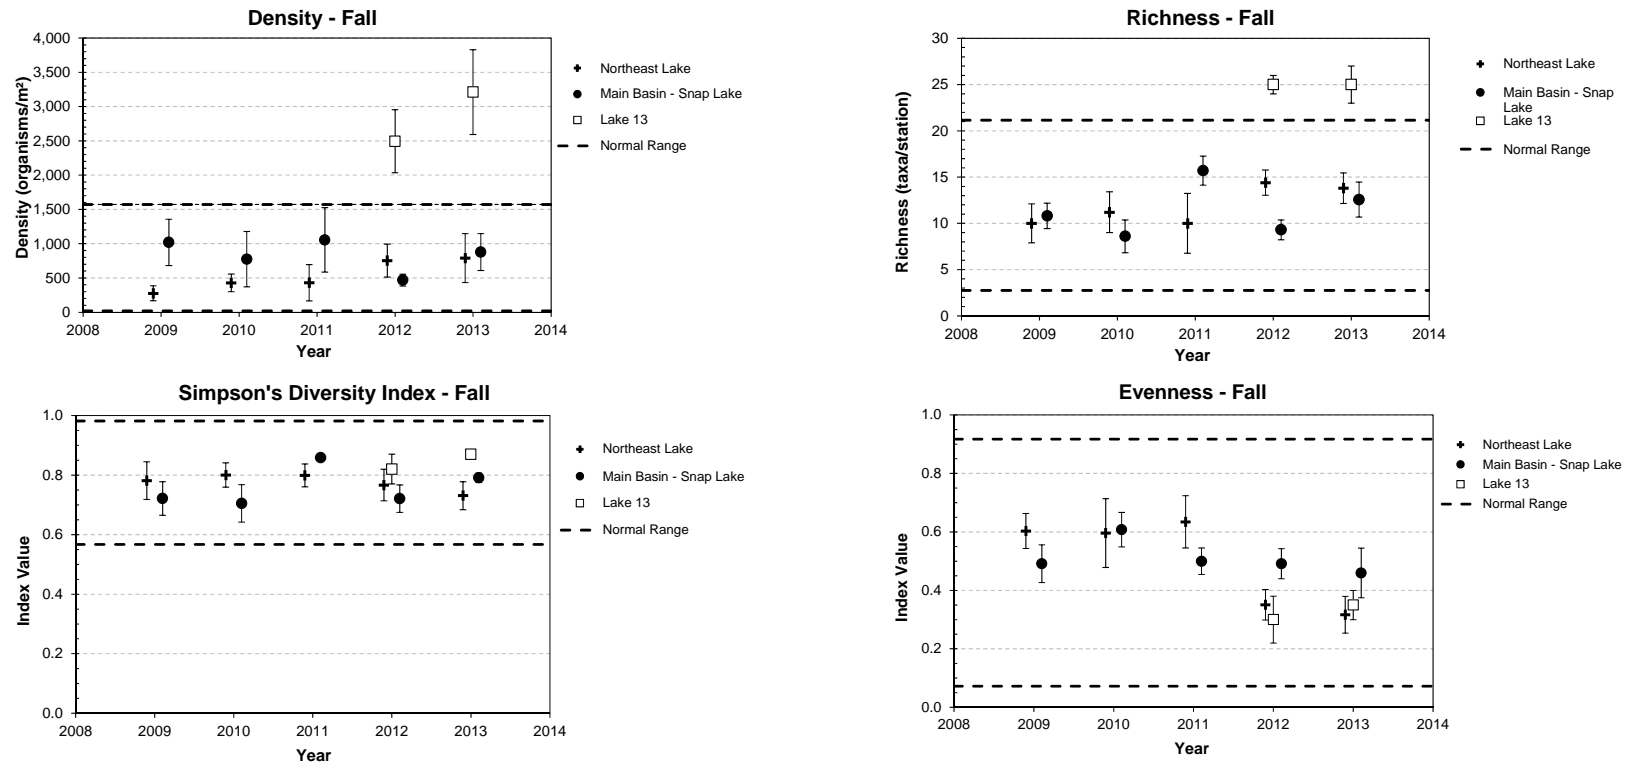 Density - Fall
4,000
3,500
3,000
2,500
2,000
1,500
1,000
500
0
Density (organisms/m²)
2008 2009 2010 2011 2012 2013 2014
Year
Northeast Lake
Main Basin - Snap Lake
Lake 13
Normal Range
Richness - Fall
30
25
20
15
10
5
0
Richness (taxa/station)
2008 2009 2010 2011 2012 2013 2014
Year
Northeast Lake
Main Basin - Snap
Lake
Lake 13
Normal Range
Simpson's Diversity Index - Fall
1.0
0.8
0.6
0.4
0.2
0.0
Index Value
2008 2009 2010 2011 2012 2013 2014
Year
Northeast Lake
Main Basin - Snap Lake
Lake 13
Normal Range
Evenness - Fall
1.0
0.8
0.6
0.4
0.2
0.0
Index Value
2008 2009 2010 2011 2012 2013 2014
Year
Northeast Lake
Main Basin - Snap Lake
Lake 13
Normal Range